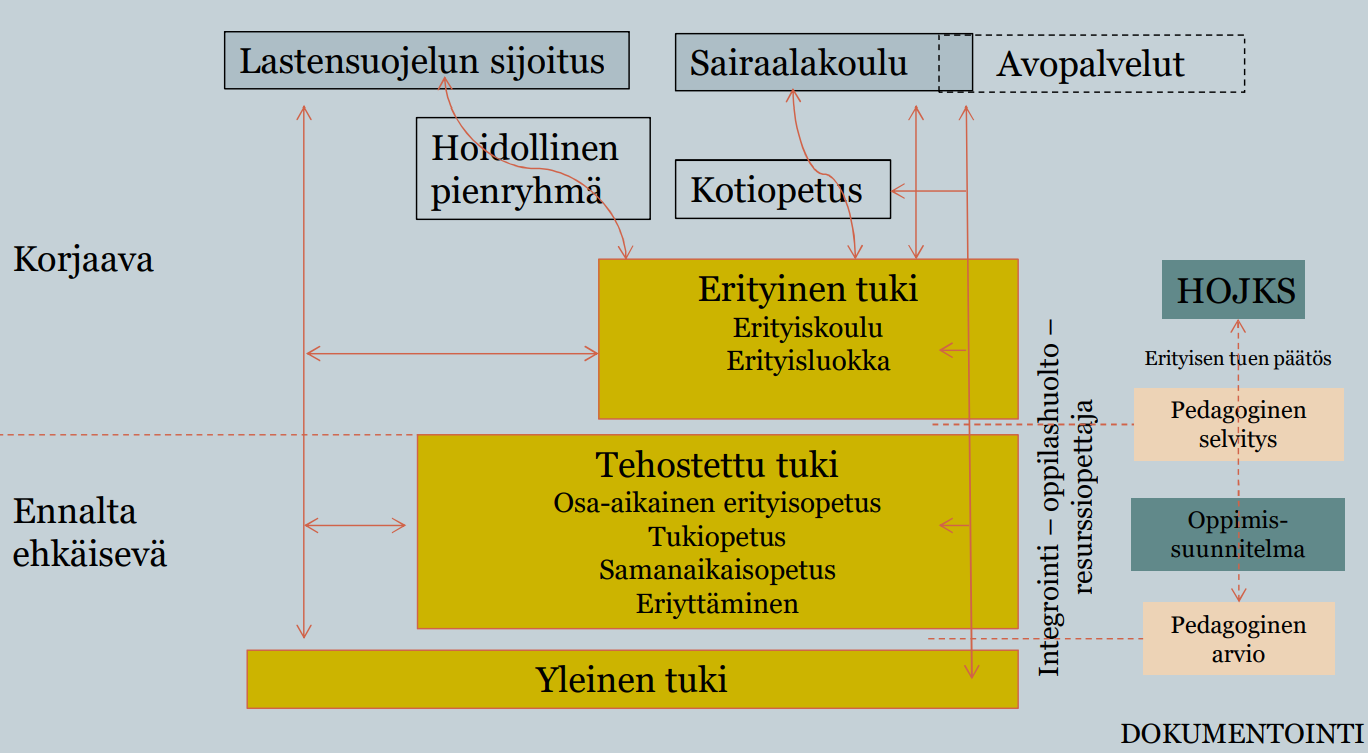 Lastensuojelun sijoitus
Sairaalakoulu
Avopalvelut
Hoidollinen
pienryhmä
Kotiopetus
Korjaava
Erityinen tuki
Erityiskoulu
Erityisluokka
HOJKS
Erityisen tuen päätös
Pedagoginen
selvitys
Integrointi – oppilashuolto –
resurssiopettaja
Ennalta
ehkäisevä
Tehostettu tuki
Osa-aikainen erityisopetus
Tukiopetus
Samanaikaisopetus
Eriyttäminen
Oppimis-
suunnitelma
Pedagoginen
arvio
Yleinen tuki
DOKUMENTOINTI